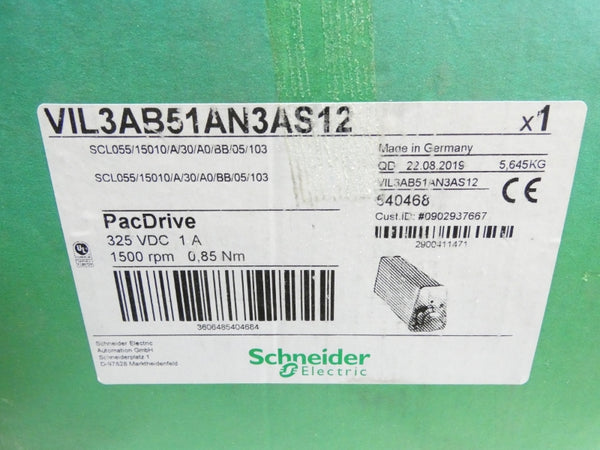 VIL3AB51AN3AS12 x1
SCL055/15010/A/30/A0/BB/05/103
SCL055/15010/A/30/A0/BB/05/103
Made in Germany
QD 22.08.2019 5,645KG
VIL3AB51AN3AS12
540468
CE
Cust.ID: #0902937667
2900411471
PacDrive
325 VDC 1 A
1500 rpm 0,85 Nm
UL
3606485404684
Schneider Electric
Automation GmbH
Schneiderplatz 1
D-97828 Marktheidenfeld
Schneider
Electric